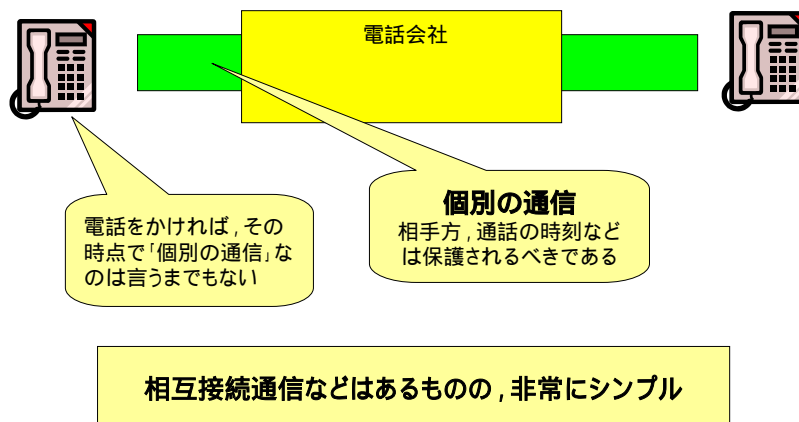 電話会社
個別の通信
相手方,通話の時刻など
は保護されるべきである
電話をかければ,その
時点で「個別の通信」な
のは言うまでもない
相互接続通信などはあるものの,非常にシンプル